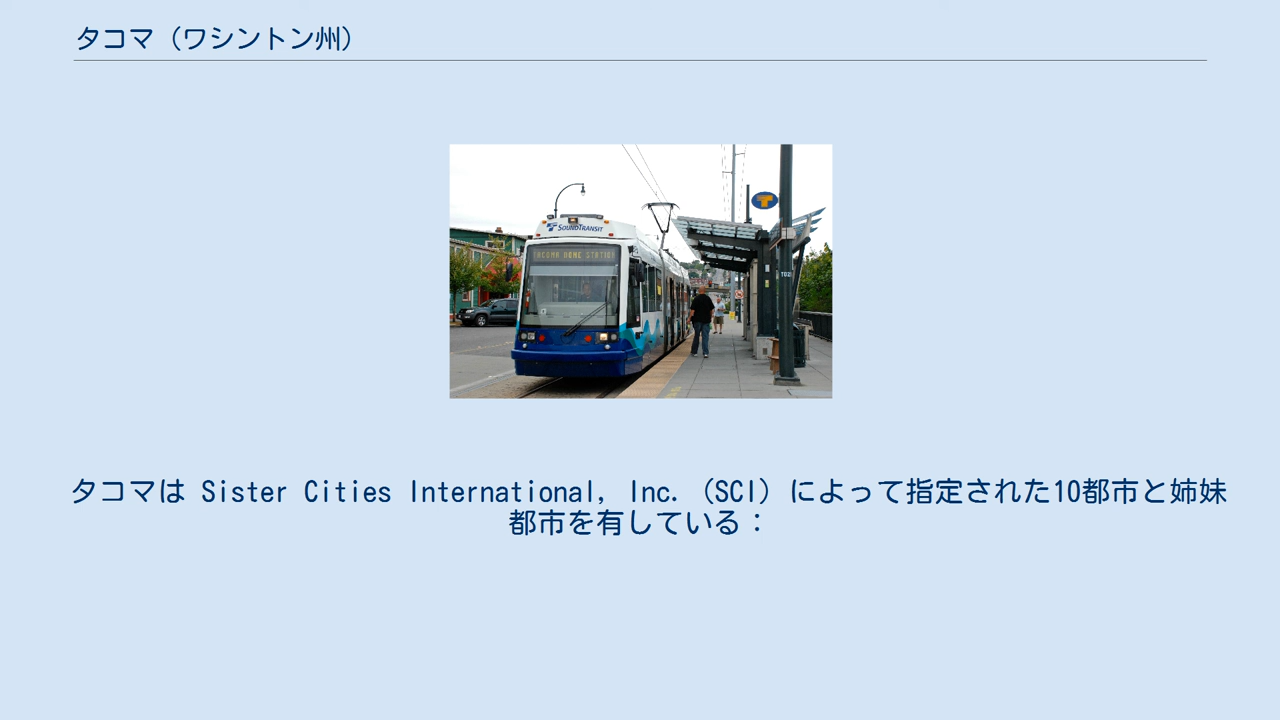 タコマ（ワシントン州）
SOUNDTRANSIT
TACOMA DOME STATION
T
タコマは Sister Cities International, Inc.（SCI）によって指定された10都市と姉妹
都市を有している：